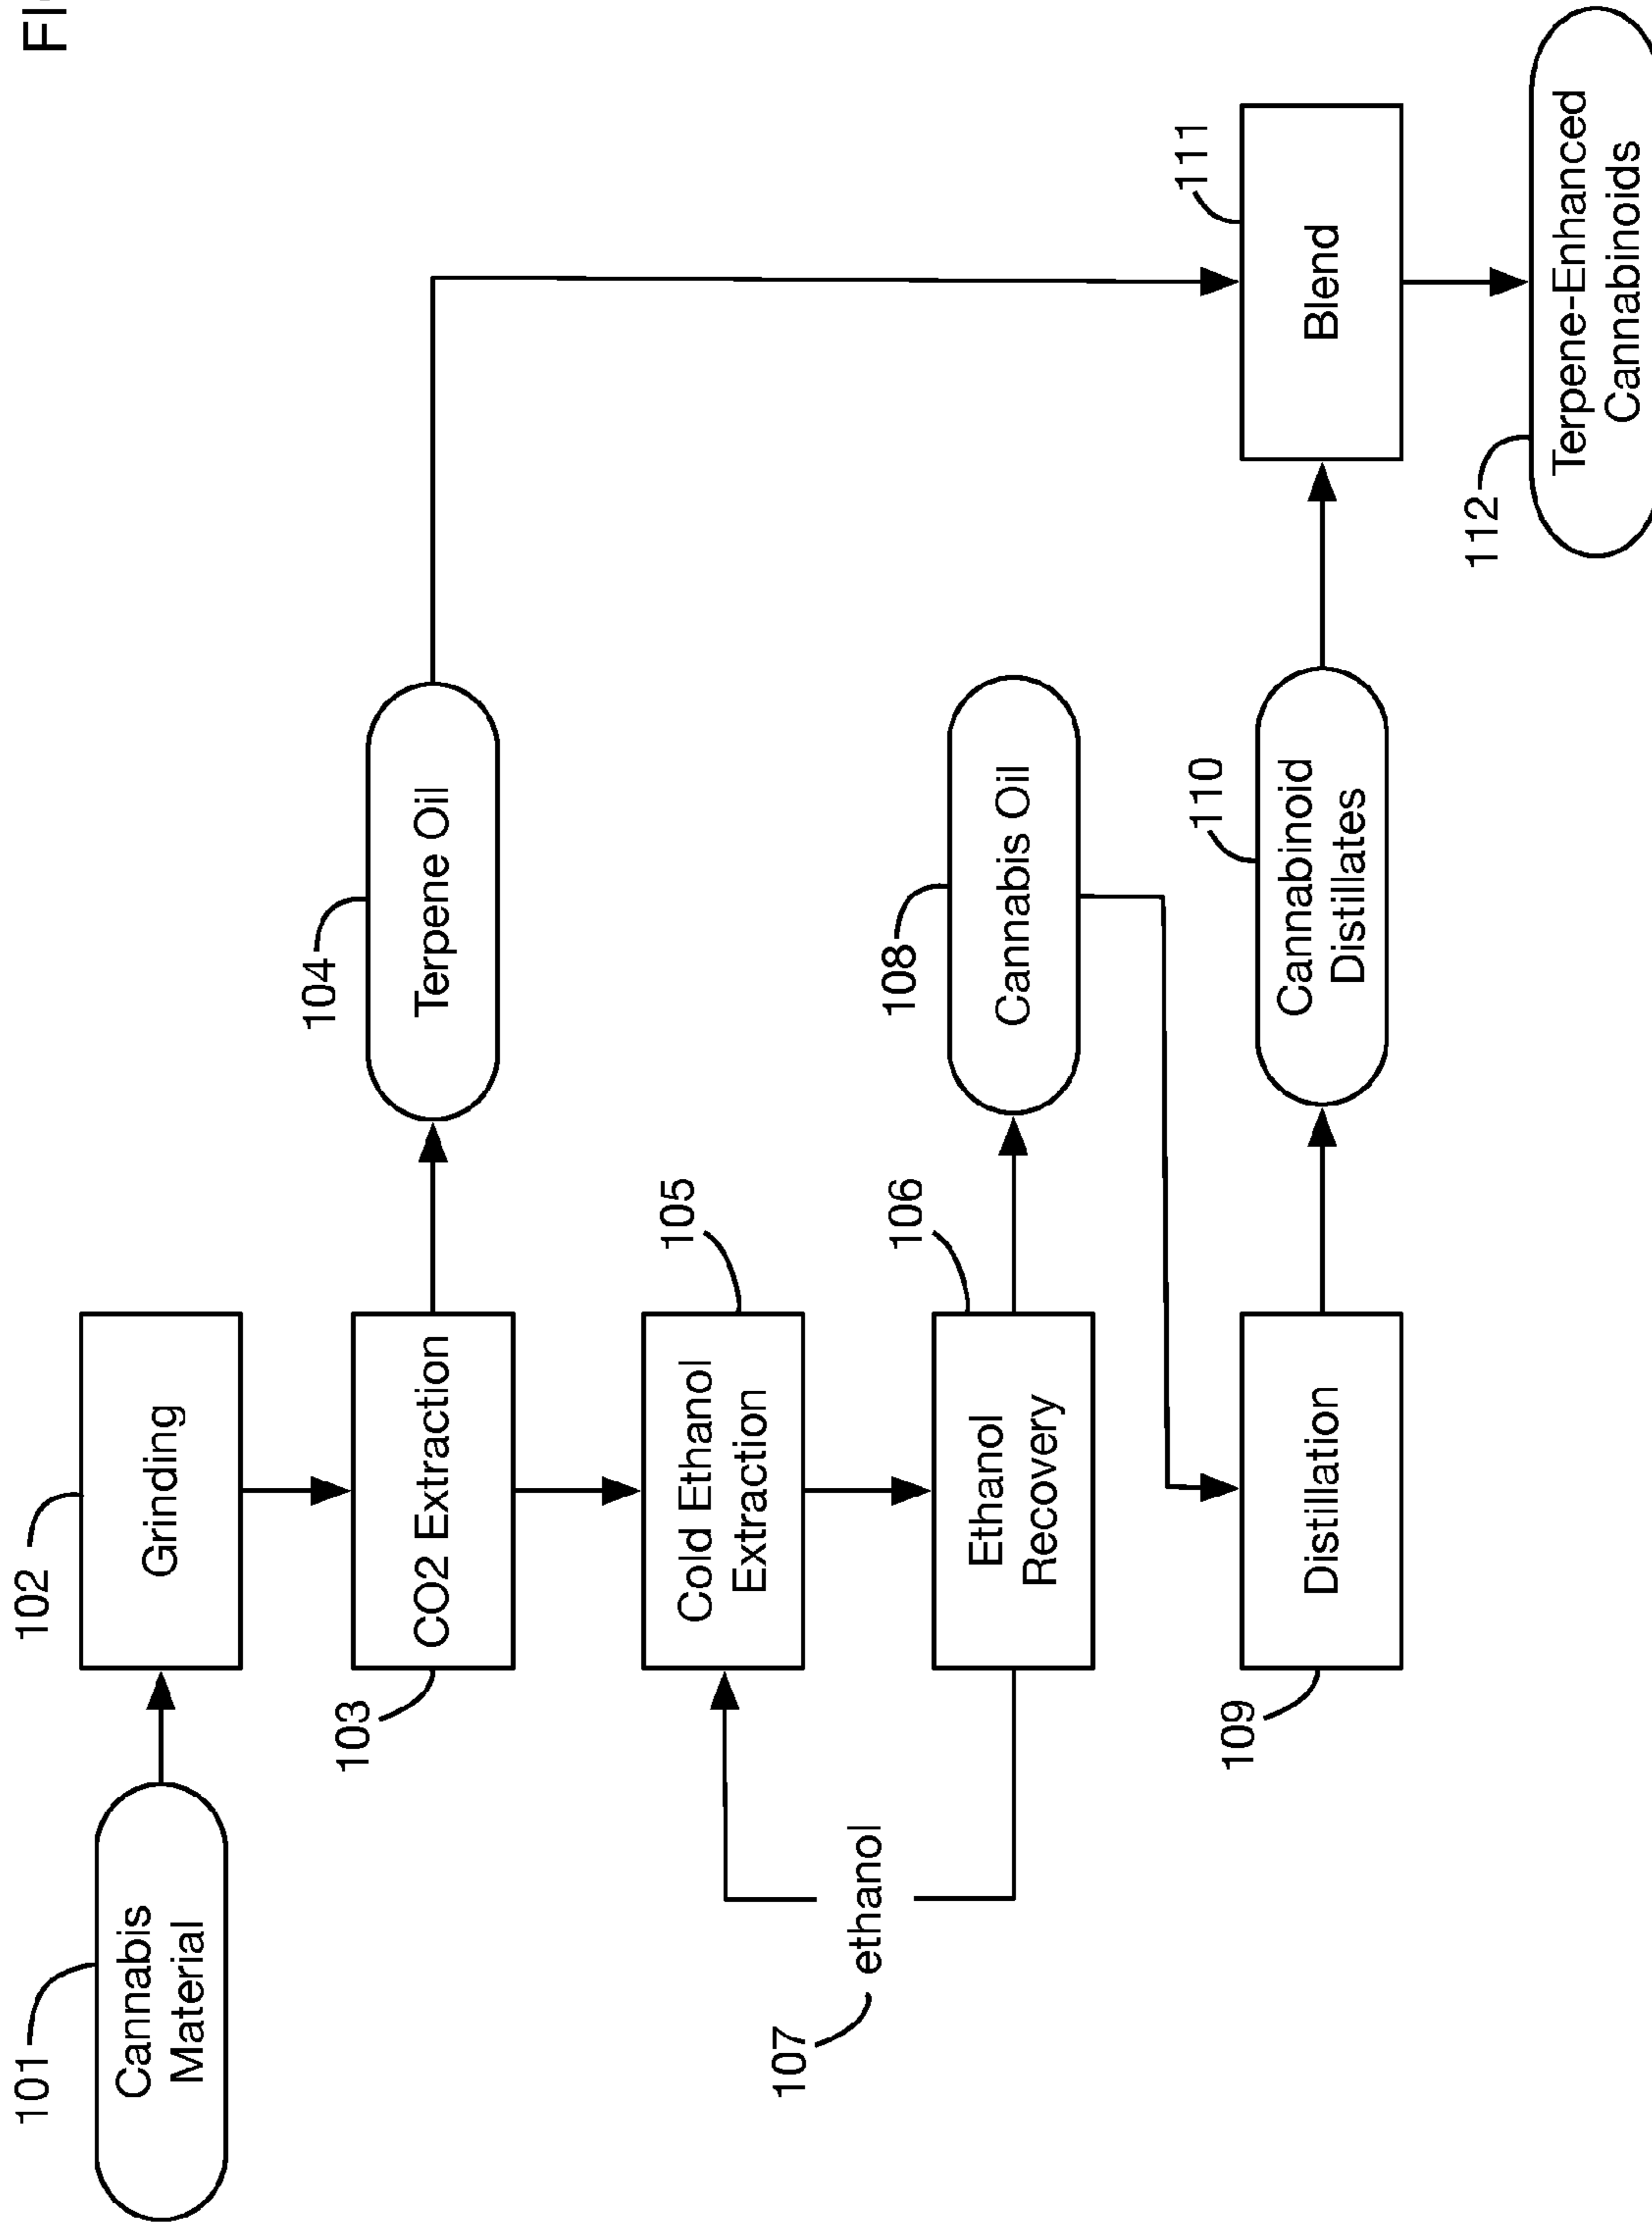 101
Cannabis
Material
102
Grinding
103
CO2 Extraction
104
Terpene Oil
105
Cold Ethanol
Extraction
106
Ethanol
Recovery
107
ethanol
108
Cannabis Oil
109
Distillation
110
Cannabinoid
Distillates
111
Blend
112
Terpene-Enhanced
Cannabinoids